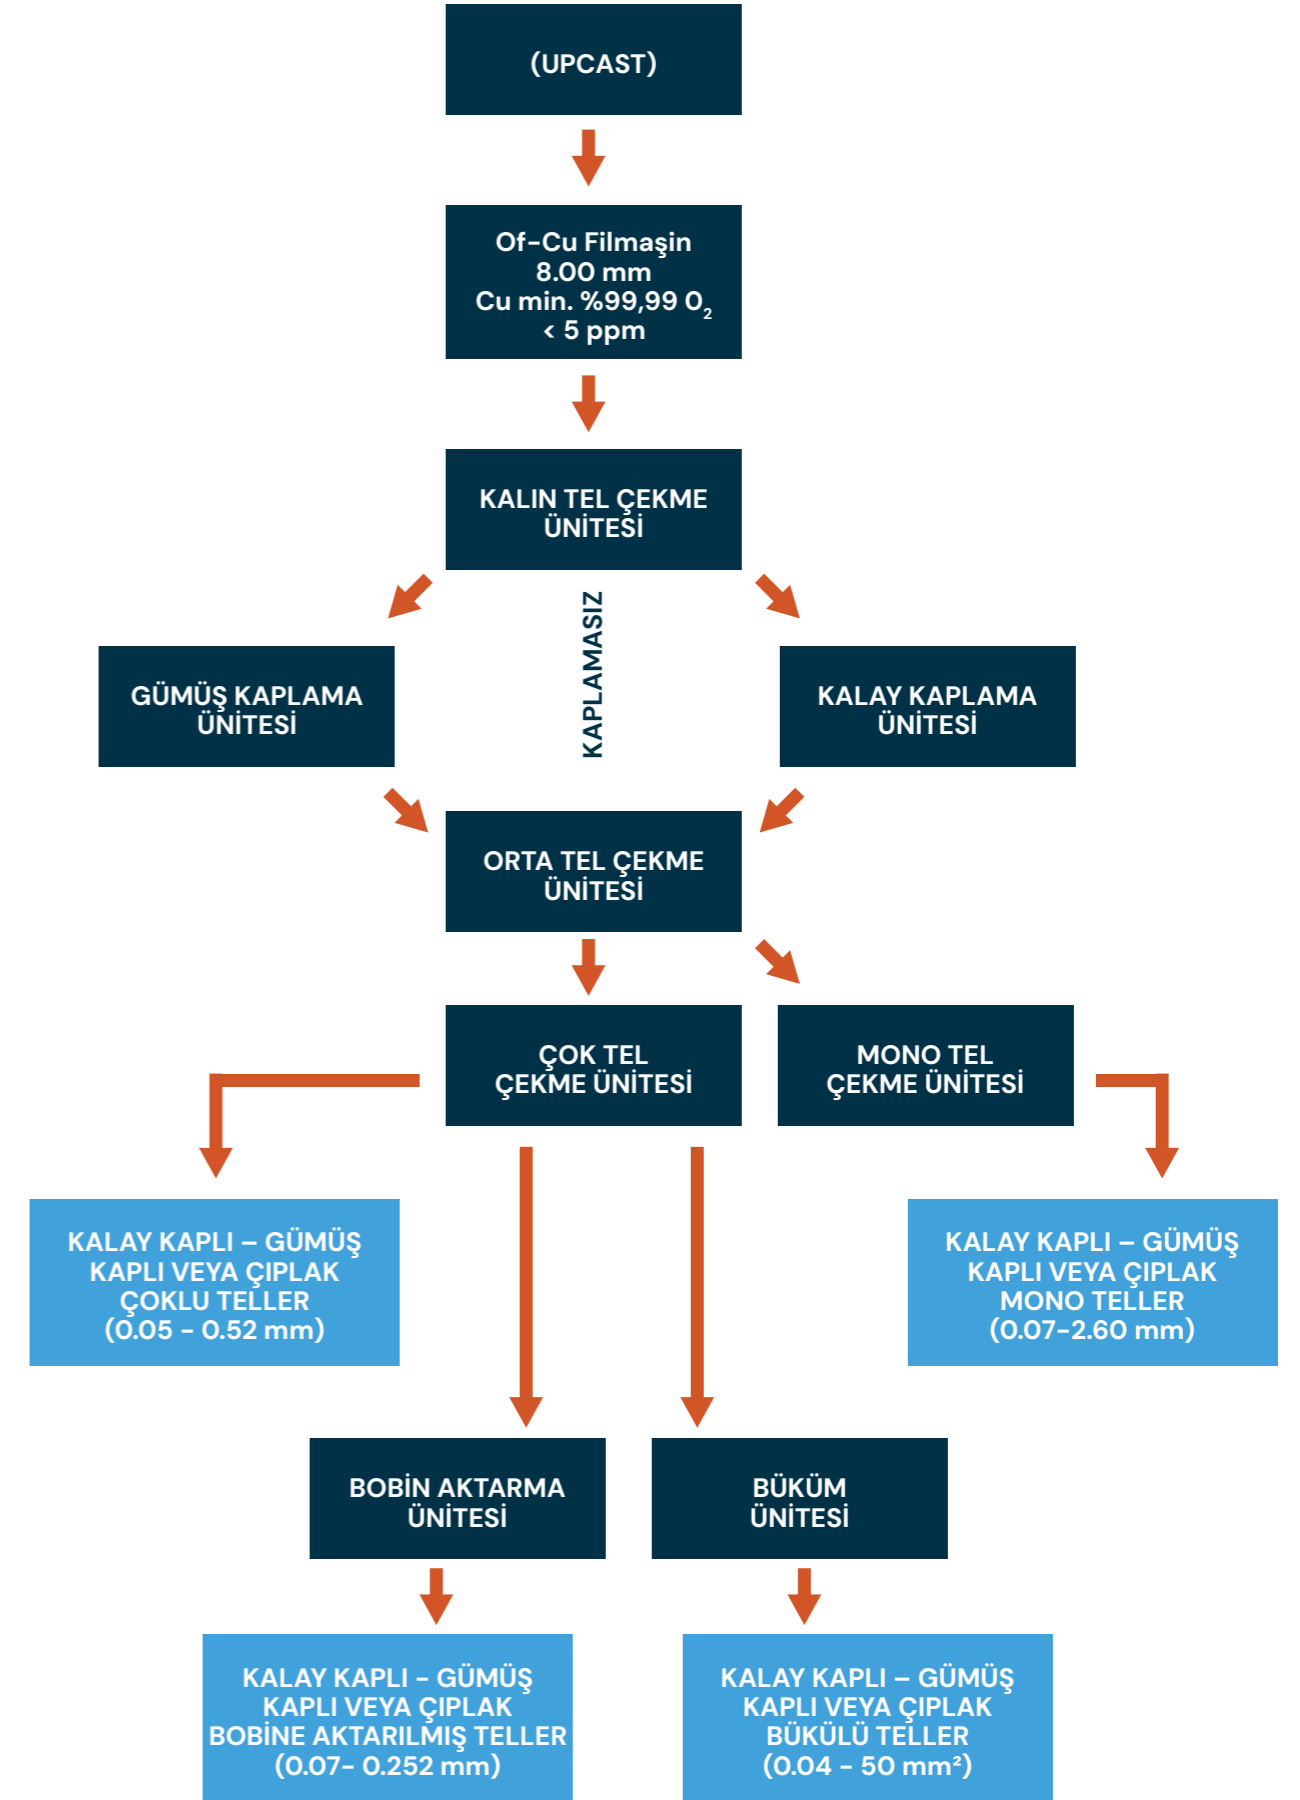 (UPCAST)
Of-Cu Filmaşin
8.00 mm
Cu min. %99,99 O₂
< 5 ppm
KALIN TEL ÇEKME
ÜNİTESİ
KAPLAMASIZ
GÜMÜŞ KAPLAMA
ÜNİTESİ
KALAY KAPLAMA
ÜNİTESİ
ORTA TEL ÇEKME
ÜNİTESİ
ÇOK TEL
ÇEKME ÜNİTESİ
MONO TEL
ÇEKME ÜNİTESİ
KALAY KAPLI – GÜMÜŞ
KAPLI VEYA ÇIPLAK
ÇOKLU TELLER
(0.05 - 0.52 mm)
KALAY KAPLI – GÜMÜŞ
KAPLI VEYA ÇIPLAK
MONO TELLER
(0.07-2.60 mm)
BOBİN AKTARMA
ÜNİTESİ
BÜKÜM
ÜNİTESİ
KALAY KAPLI - GÜMÜŞ
KAPLI VEYA ÇIPLAK
BOBİNE AKTARILMIŞ TELLER
(0.07- 0.252 mm)
KALAY KAPLI – GÜMÜŞ
KAPLI VEYA ÇIPLAK
BÜKÜLÜ TELLER
(0.04 - 50 mm²)